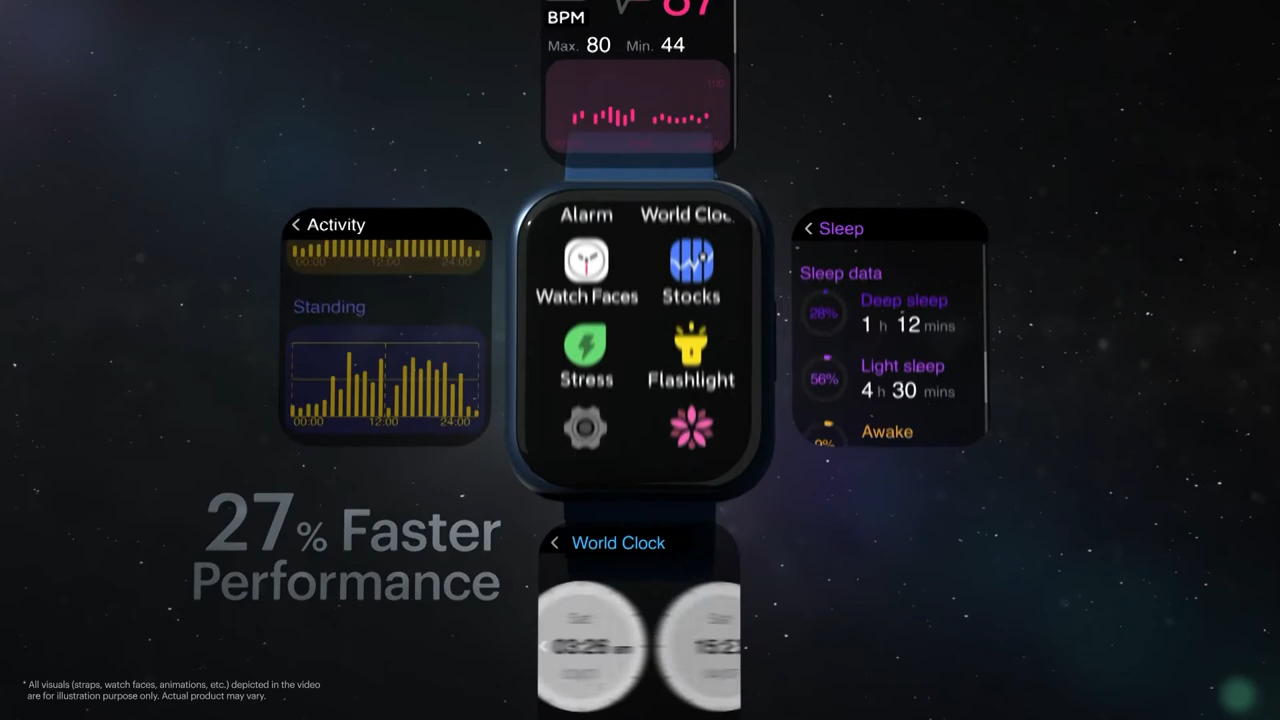 BPM
Max. 80 Min. 44
Activity
00:00 12:00 24:00
Standing
00:00 12:00 24:00
Alarm World Cloc
Watch Faces Stocks
Stress Flashlight
Sleep
Sleep data
28% Deep sleep
1 h 12 mins
56% Light sleep
4 h 30 mins
Awake
27% Faster
Performance
World Clock
* All visuals (straps, watch faces, animations, etc.) depicted in the video
are for illustration purpose only. Actual product may vary.